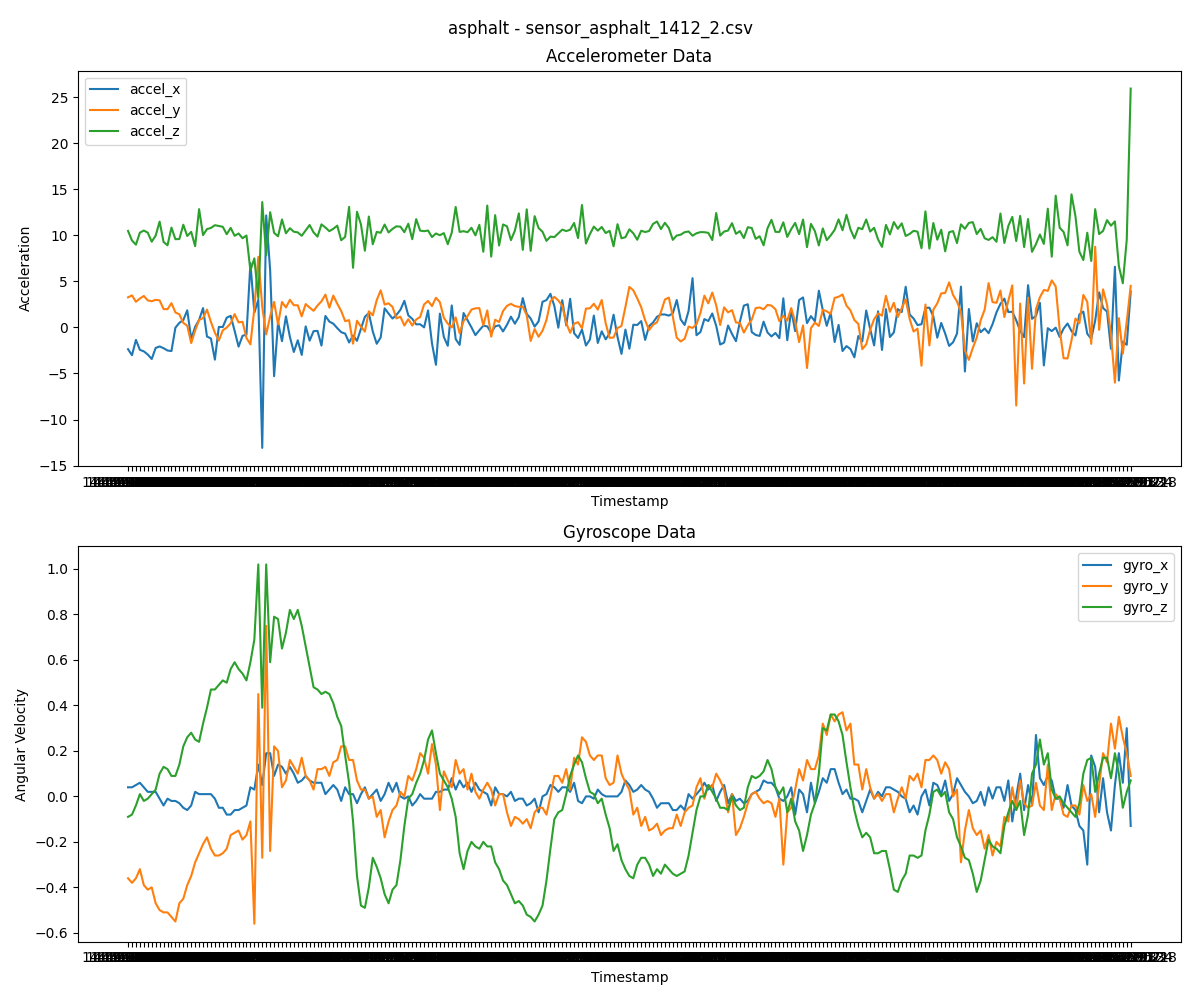 asphalt - sensor_asphalt_1412_2.csv
Accelerometer Data
accel_x
accel_y
accel_z
25
20
15
10
5
0
−5
−10
−15
Acceleration
Timestamp
Gyroscope Data
gyro_x
gyro_y
gyro_z
1.0
0.8
0.6
0.4
0.2
0.0
−0.2
−0.4
−0.6
Angular Velocity
Timestamp